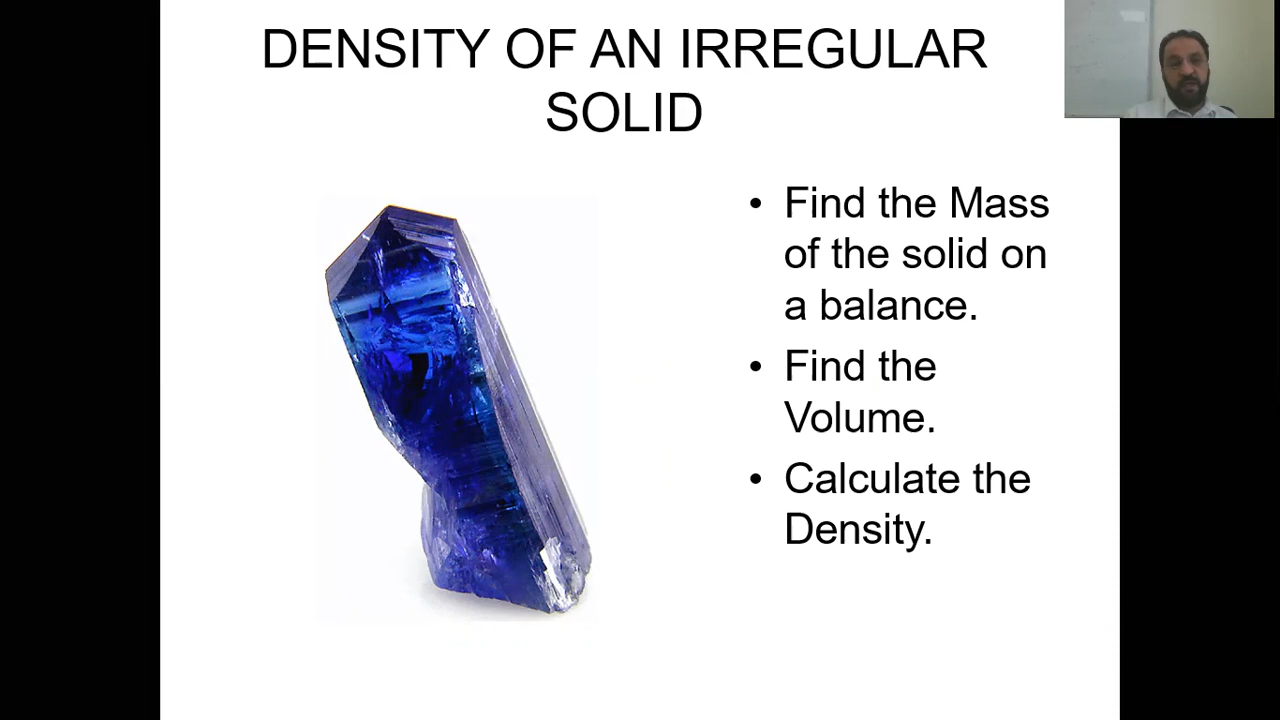 DENSITY OF AN IRREGULAR
SOLID
• Find the Mass
of the solid on
a balance.
• Find the
Volume.
• Calculate the
Density.